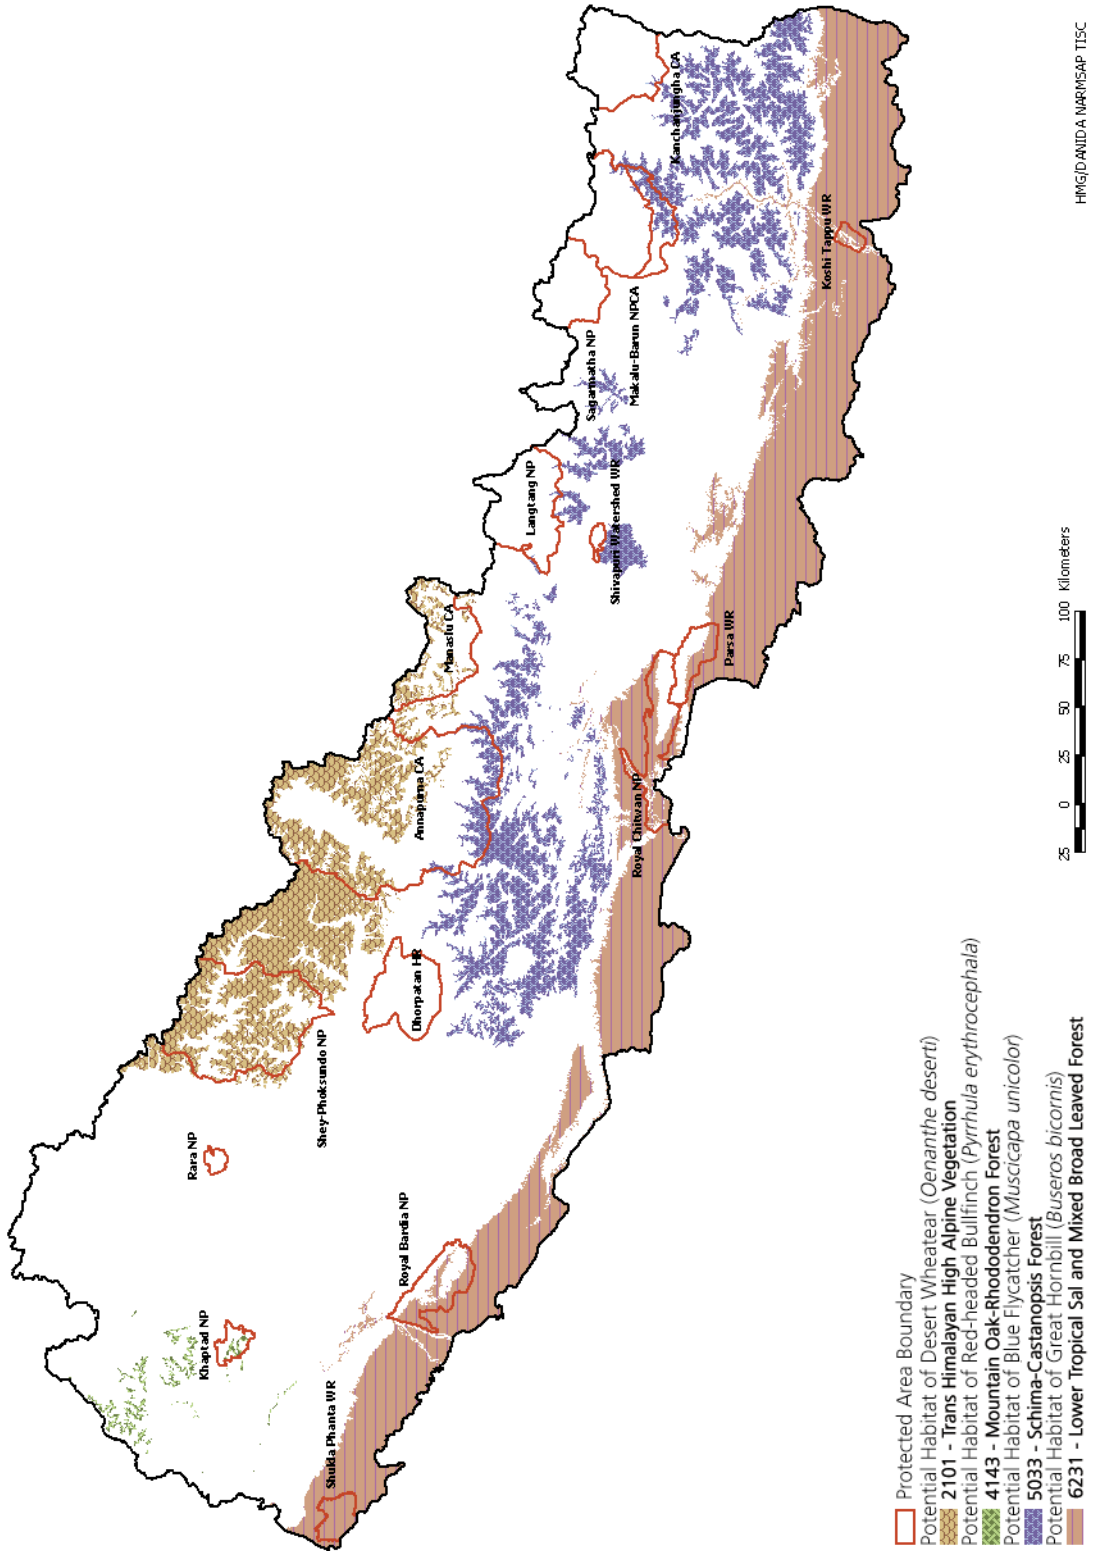 Kanchanjungha CA
Koshi Tappu WR
Makalu-Barun NPCA
Sagarmatha NP
Langtang NP
Shivapuri Watershed WR
Parsa WR
Manaslu CA
Royal Chitwan NP
Annapurna CA
Dhorpatan HR
Shey-Phoksundo NP
Rara NP
Royal Bardia NP
Khaptad NP
Shukla Phanta WR
Protected Area Boundary
Potential Habitat of Desert Wheatear (Oenanthe deserti)
2101 - Trans Himalayan High Alpine Vegetation
Potential Habitat of Red-headed Bullfinch (Pyrrhula erythrocephala)
4143 - Mountain Oak-Rhododendron Forest
Potential Habitat of Blue Flycatcher (Muscicapa unicolor)
5033 - Schima-Castanopsis Forest
Potential Habitat of Great Hornbill (Buseros bicornis)
6231 - Lower Tropical Sal and Mixed Broad Leaved Forest
25 0 25 50 75 100 Kilometers
HMG/DANIDA NARMSAP TISC